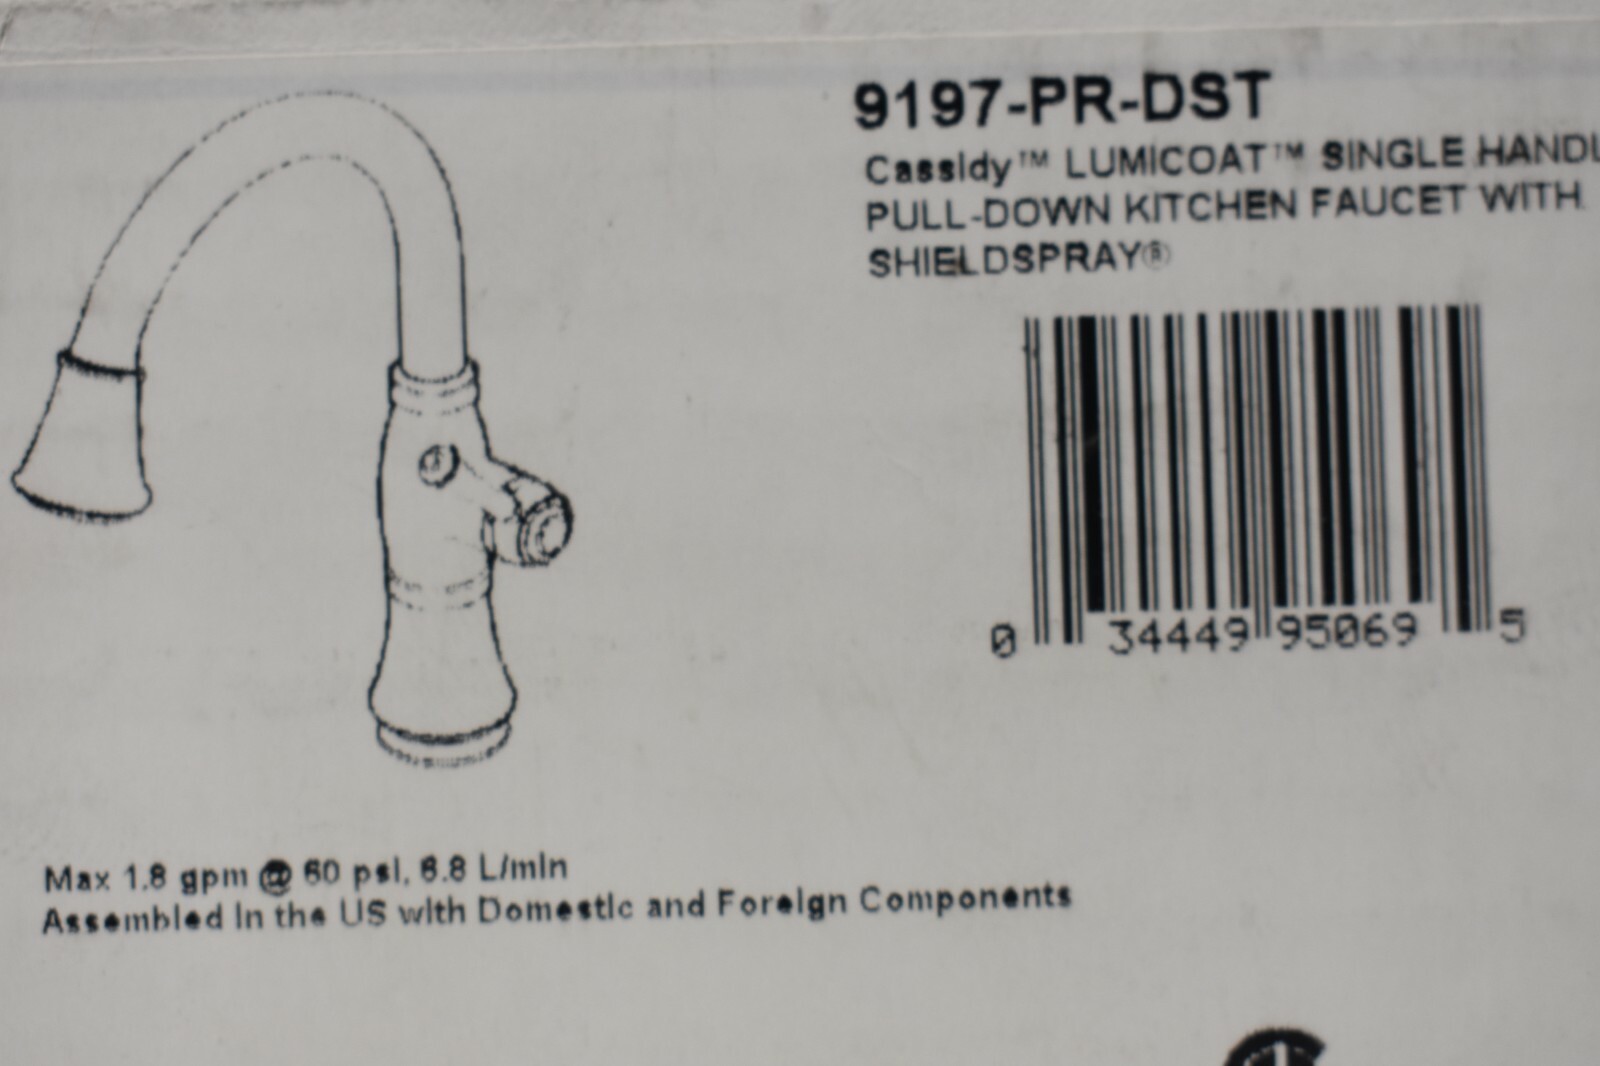 9197-PR-DST
Cassidy™ LUMICOAT™ SINGLE HANDL
PULL-DOWN KITCHEN FAUCET WITH
SHIELDSPRAY®
0 34449 95069 5
Max 1.8 gpm @ 60 psi, 6.8 L/min
Assembled in the US with Domestic and Foreign Components